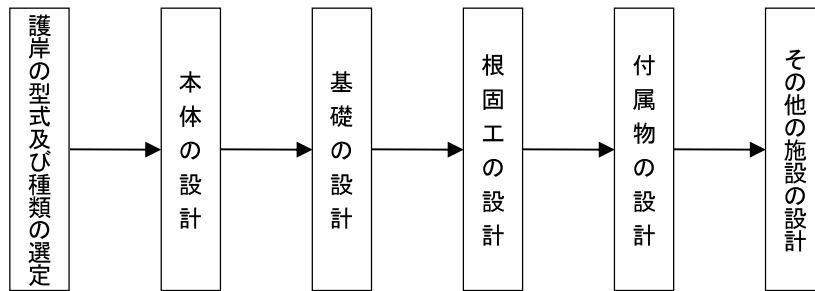 護岸の型式及び種類の選定
本体の設計
基礎の設計
根固工の設計
付属物の設計
その他の施設の設計